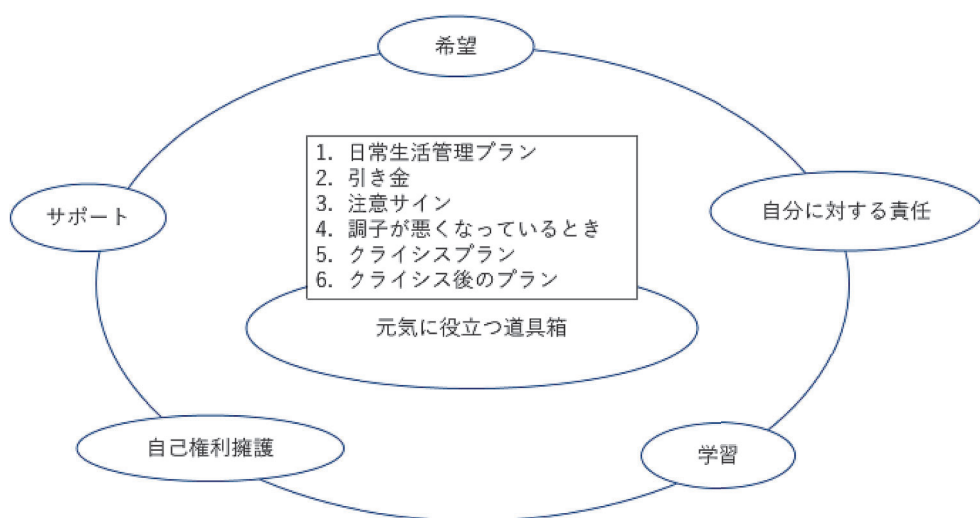 希望
サポート
自分に対する責任
1. 日常生活管理プラン
2. 引き金
3. 注意サイン
4. 調子が悪くなっているとき
5. クライシスプラン
6. クライシス後のプラン
元気に役立つ道具箱
自己権利擁護
学習